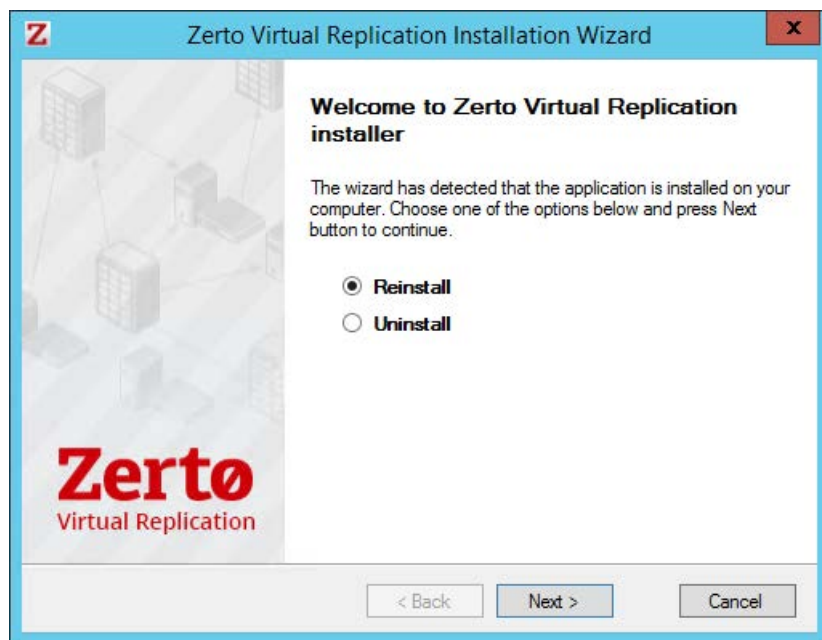 Z
Zerto Virtual Replication Installation Wizard
x
Welcome to Zerto Virtual Replication
installer
The wizard has detected that the application is installed on your
computer. Choose one of the options below and press Next
button to continue.
Reinstall
Uninstall
Zerto
Virtual Replication
< Back
Next >
Cancel